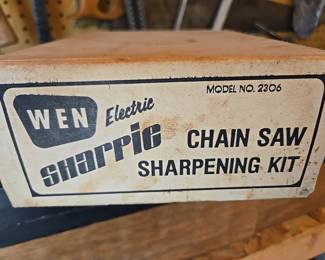 MODEL NO. 2306
WEN Electric
sharpie CHAIN SAW
SHARPENING KIT